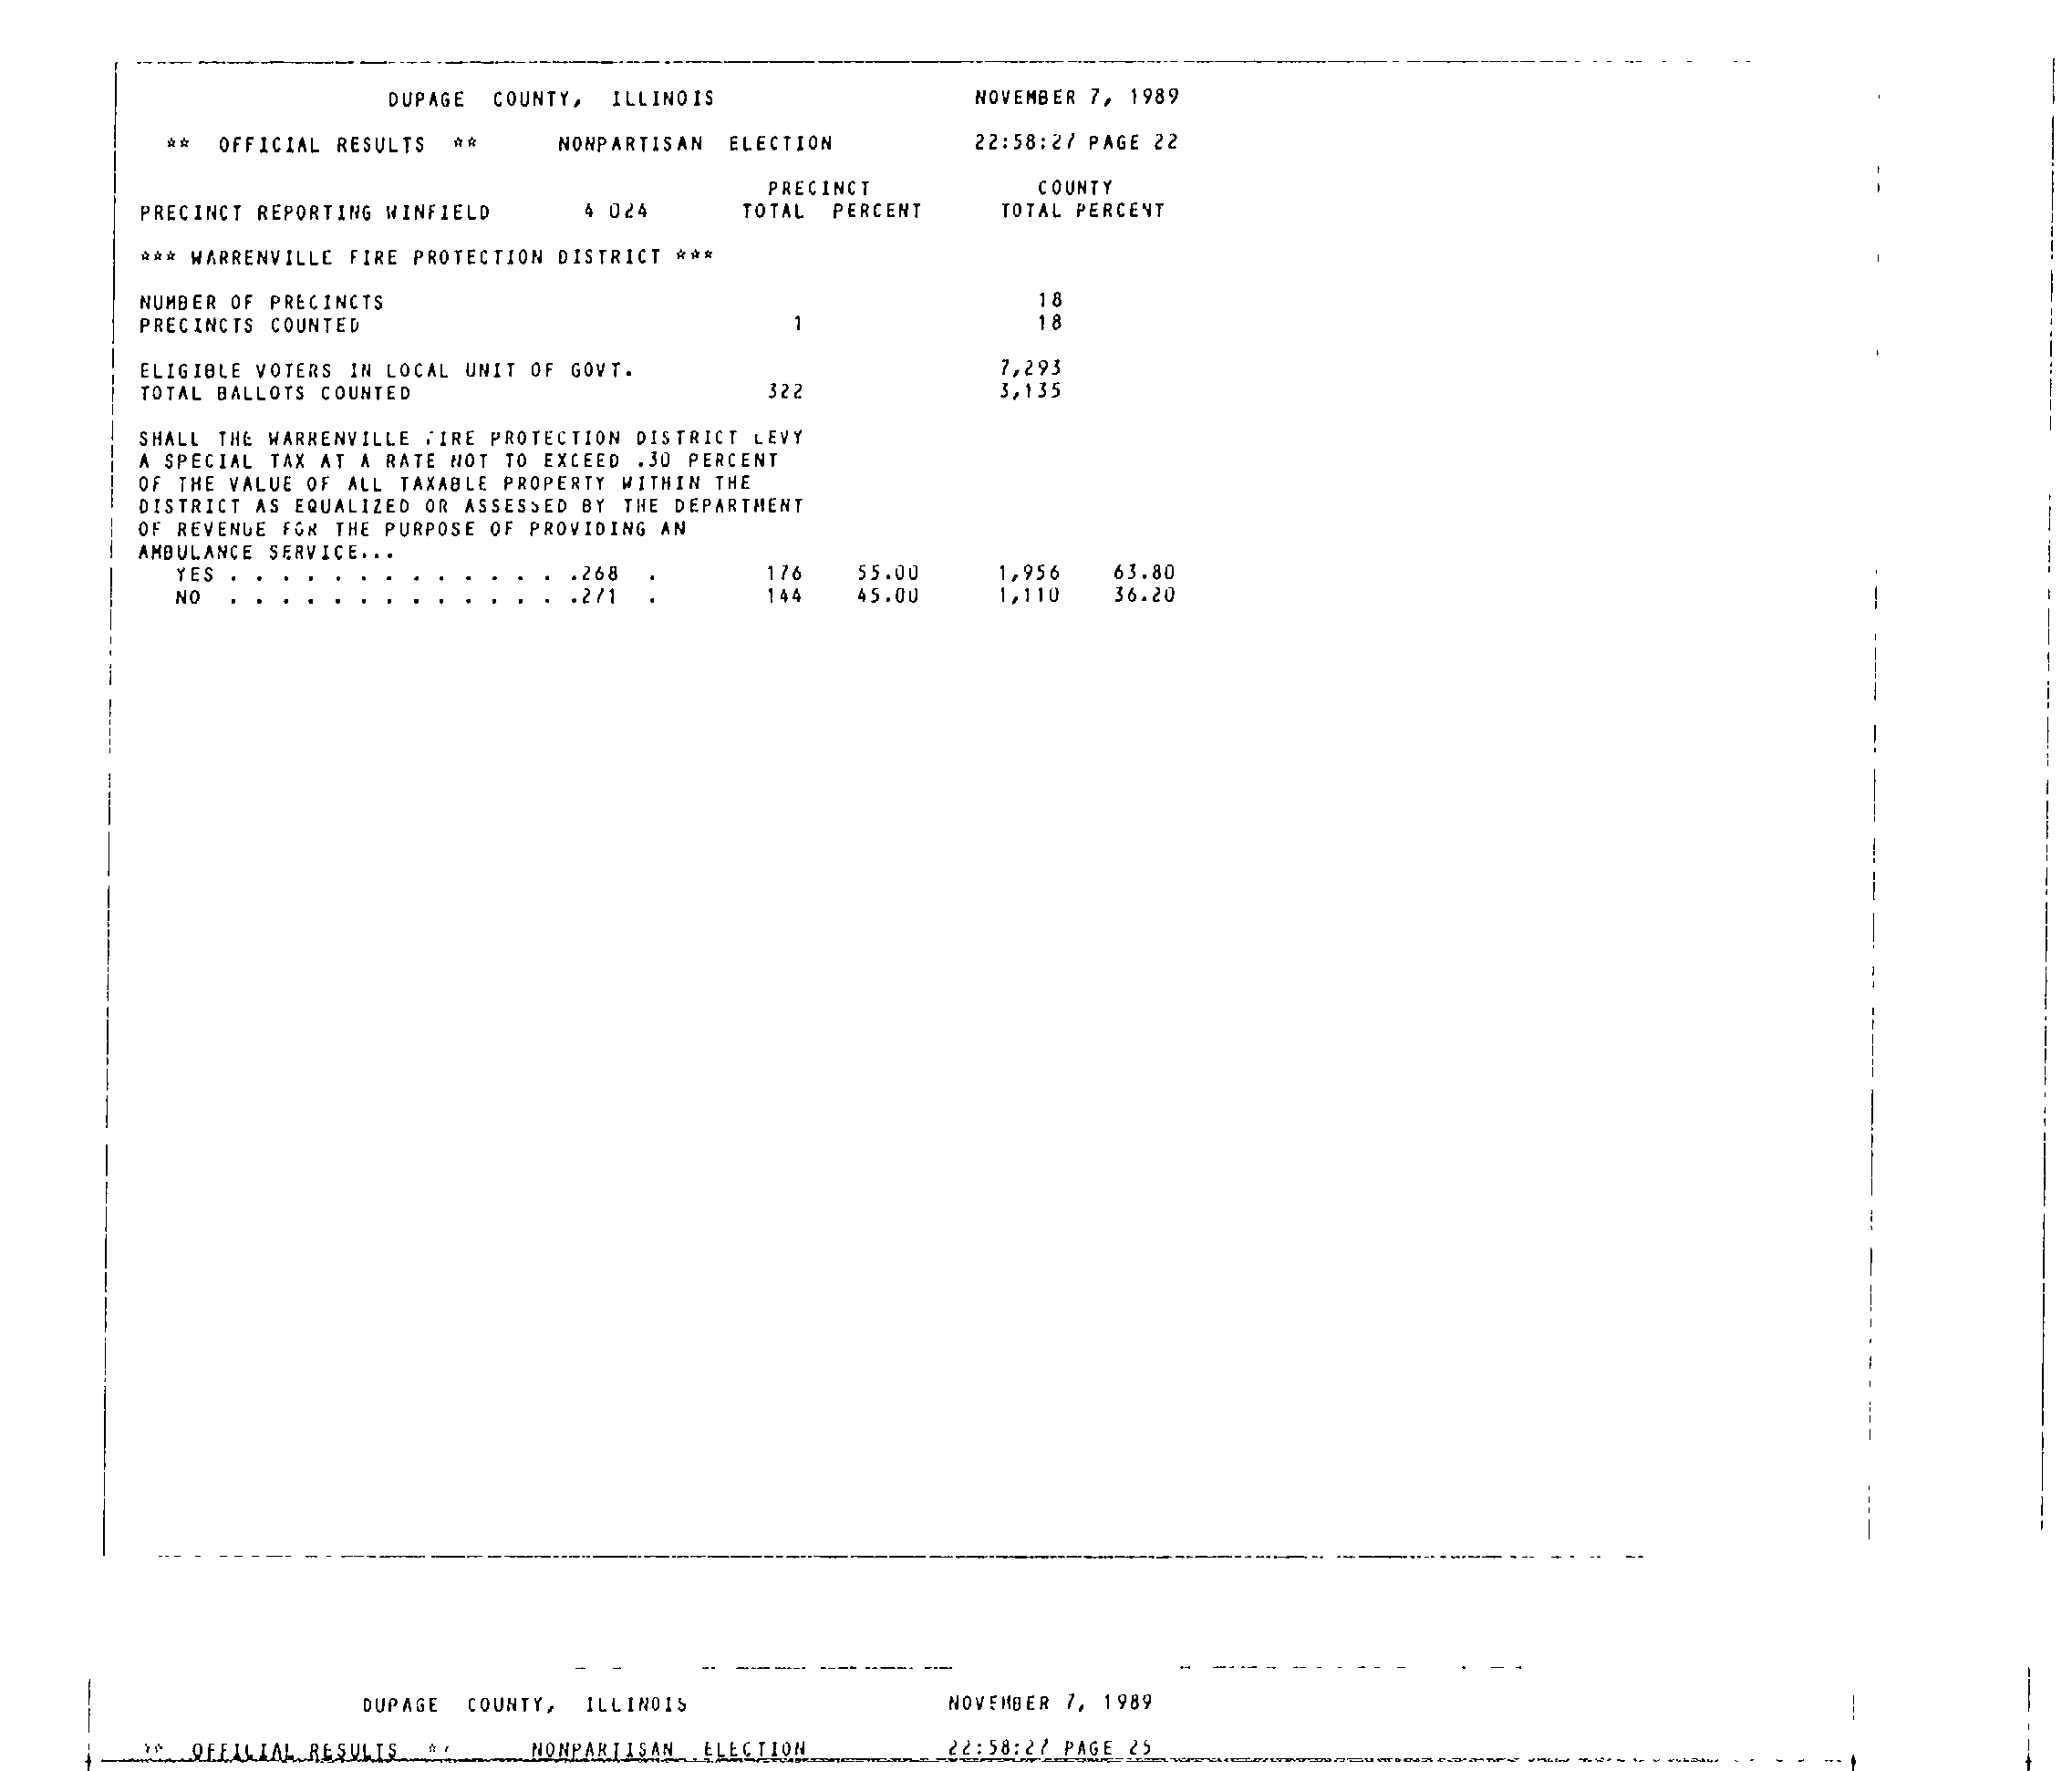 DUPAGE COUNTY, ILLINOIS NOVEMBER 7, 1989
** OFFICIAL RESULTS ** NONPARTISAN ELECTION 22:58:27 PAGE 22
PRECINCT COUNTY
PRECINCT REPORTING WINFIELD 4 024 TOTAL PERCENT TOTAL PERCENT
*** WARRENVILLE FIRE PROTECTION DISTRICT ***
NUMBER OF PRECINCTS 18
PRECINCTS COUNTED 1 18
ELIGIBLE VOTERS IN LOCAL UNIT OF GOVT. 7,293
TOTAL BALLOTS COUNTED 322 3,135
SHALL THE WARRENVILLE FIRE PROTECTION DISTRICT LEVY
A SPECIAL TAX AT A RATE NOT TO EXCEED .30 PERCENT
OF THE VALUE OF ALL TAXABLE PROPERTY WITHIN THE
DISTRICT AS EQUALIZED OR ASSESSED BY THE DEPARTMENT
OF REVENUE FOR THE PURPOSE OF PROVIDING AN
AMBULANCE SERVICE...
YES . . . . . . . . . . . . . .268 . 176 55.00 1,956 63.80
NO . . . . . . . . . . . . . .271 . 144 45.00 1,110 36.20
DUPAGE COUNTY, ILLINOIS NOVEMBER 7, 1989
** OFFICIAL RESULTS ** NONPARTISAN ELECTION 22:58:27 PAGE 25